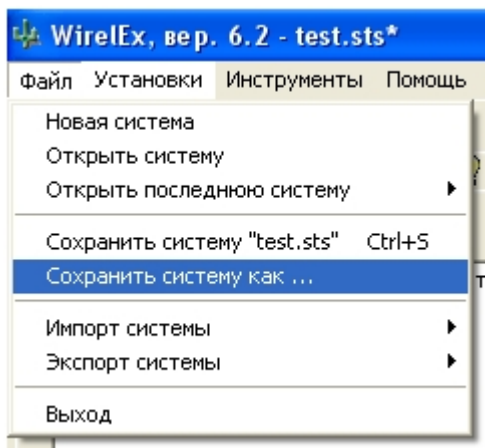 WirelEx, вер. 6.2 - test.sts*
Файл Установки Инструменты Помощь
Новая система
Открыть систему
Открыть последнюю систему
Сохранить систему "test.sts" Ctrl+S
Сохранить систему как ...
Импорт системы
Экспорт системы
Выход